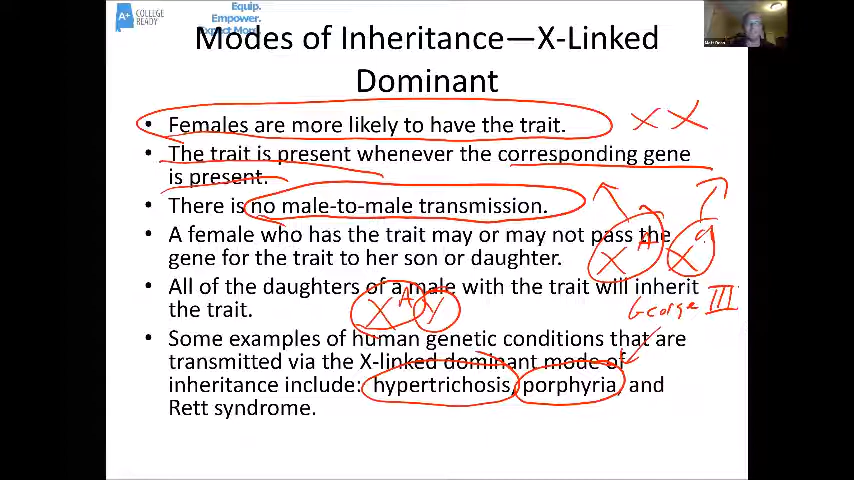 A+ COLLEGE READY
Equip.
Empower.
Expect More.
Modes of Inheritance—X-Linked
Dominant
Matt Dean
• Females are more likely to have the trait.
X X
• The trait is present whenever the corresponding gene
is present.
• There is no male-to-male transmission.
• A female who has the trait may or may not pass the
gene for the trait to her son or daughter.
X A X a
• All of the daughters of a male with the trait will inherit
the trait.
X A Y
George III
• Some examples of human genetic conditions that are
transmitted via the X-linked dominant mode of
inheritance include: hypertrichosis, porphyria, and
Rett syndrome.